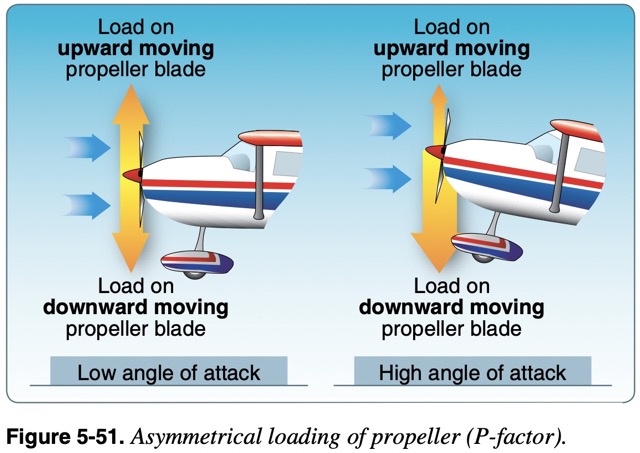 Load on
upward moving
propeller blade
Load on
upward moving
propeller blade
Load on
downward moving
propeller blade
Load on
downward moving
propeller blade
Low angle of attack
High angle of attack
Figure 5-51. Asymmetrical loading of propeller (P-factor).